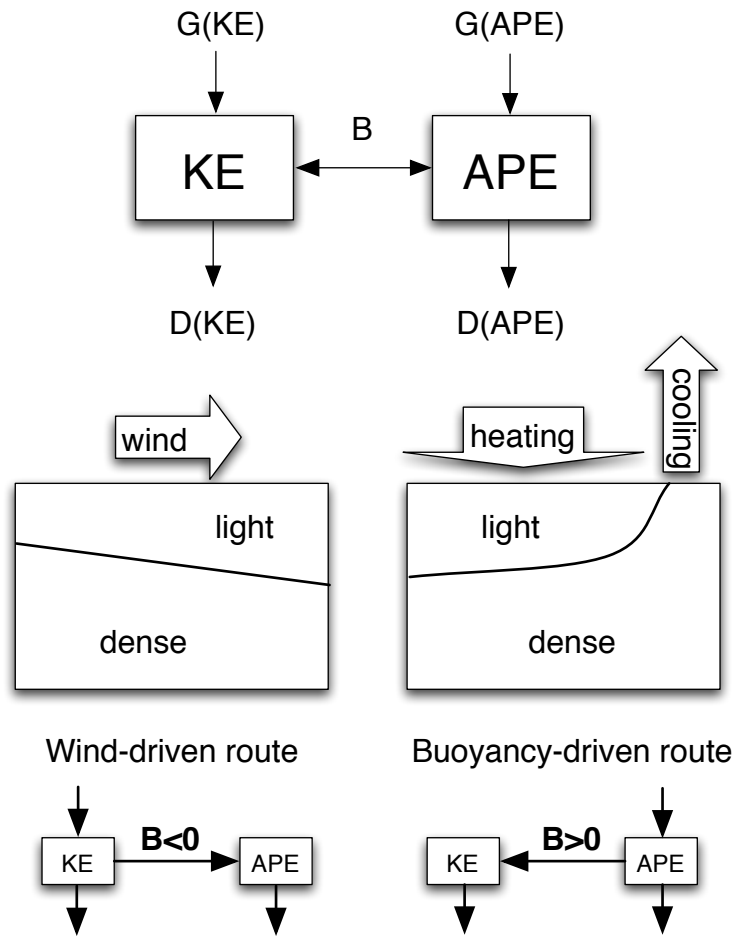 G(KE) G(APE)
B
KE APE
D(KE) D(APE)
cooling
wind heating
light light
dense dense
Wind-driven route Buoyancy-driven route
B<0 B>0
KE APE KE APE